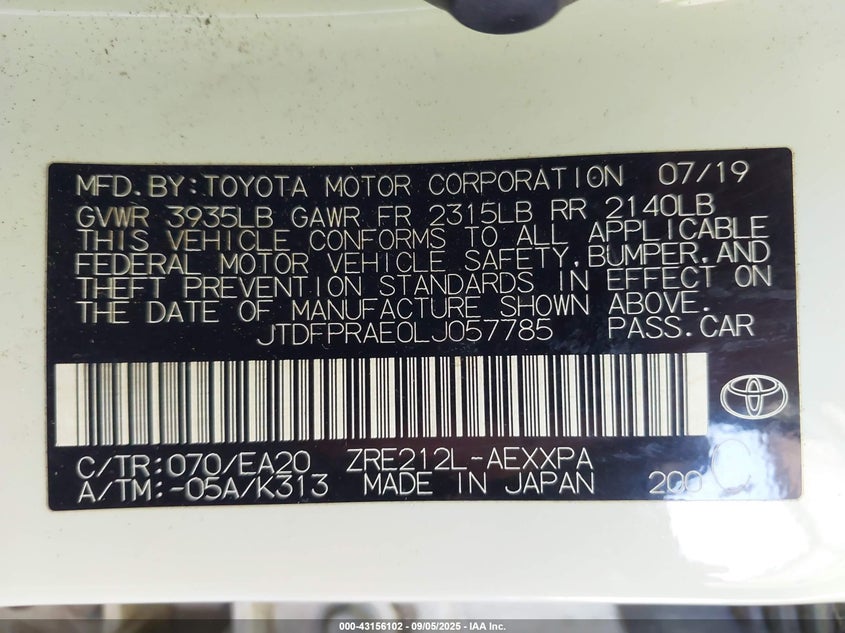 MFD.BY:TOYOTA MOTOR CORPORATION 07/19
GVWR 3935LB GAWR FR 2315LB RR 2140LB
THIS VEHICLE CONFORMS TO ALL APPLICABLE
FEDERAL MOTOR VEHICLE SAFETY,BUMPER,AND
THEFT PREVENTION STANDARDS IN EFFECT ON
THE DATE OF MANUFACTURE SHOWN ABOVE.
JTDFPRAE0LJ057785 PASS.CAR
C/TR:070/EA20 ZRE212L-AEXXPA
A/TM:-05A/K313 MADE IN JAPAN 200 C
000-43156102 - 09/05/2025 - IAA Inc.